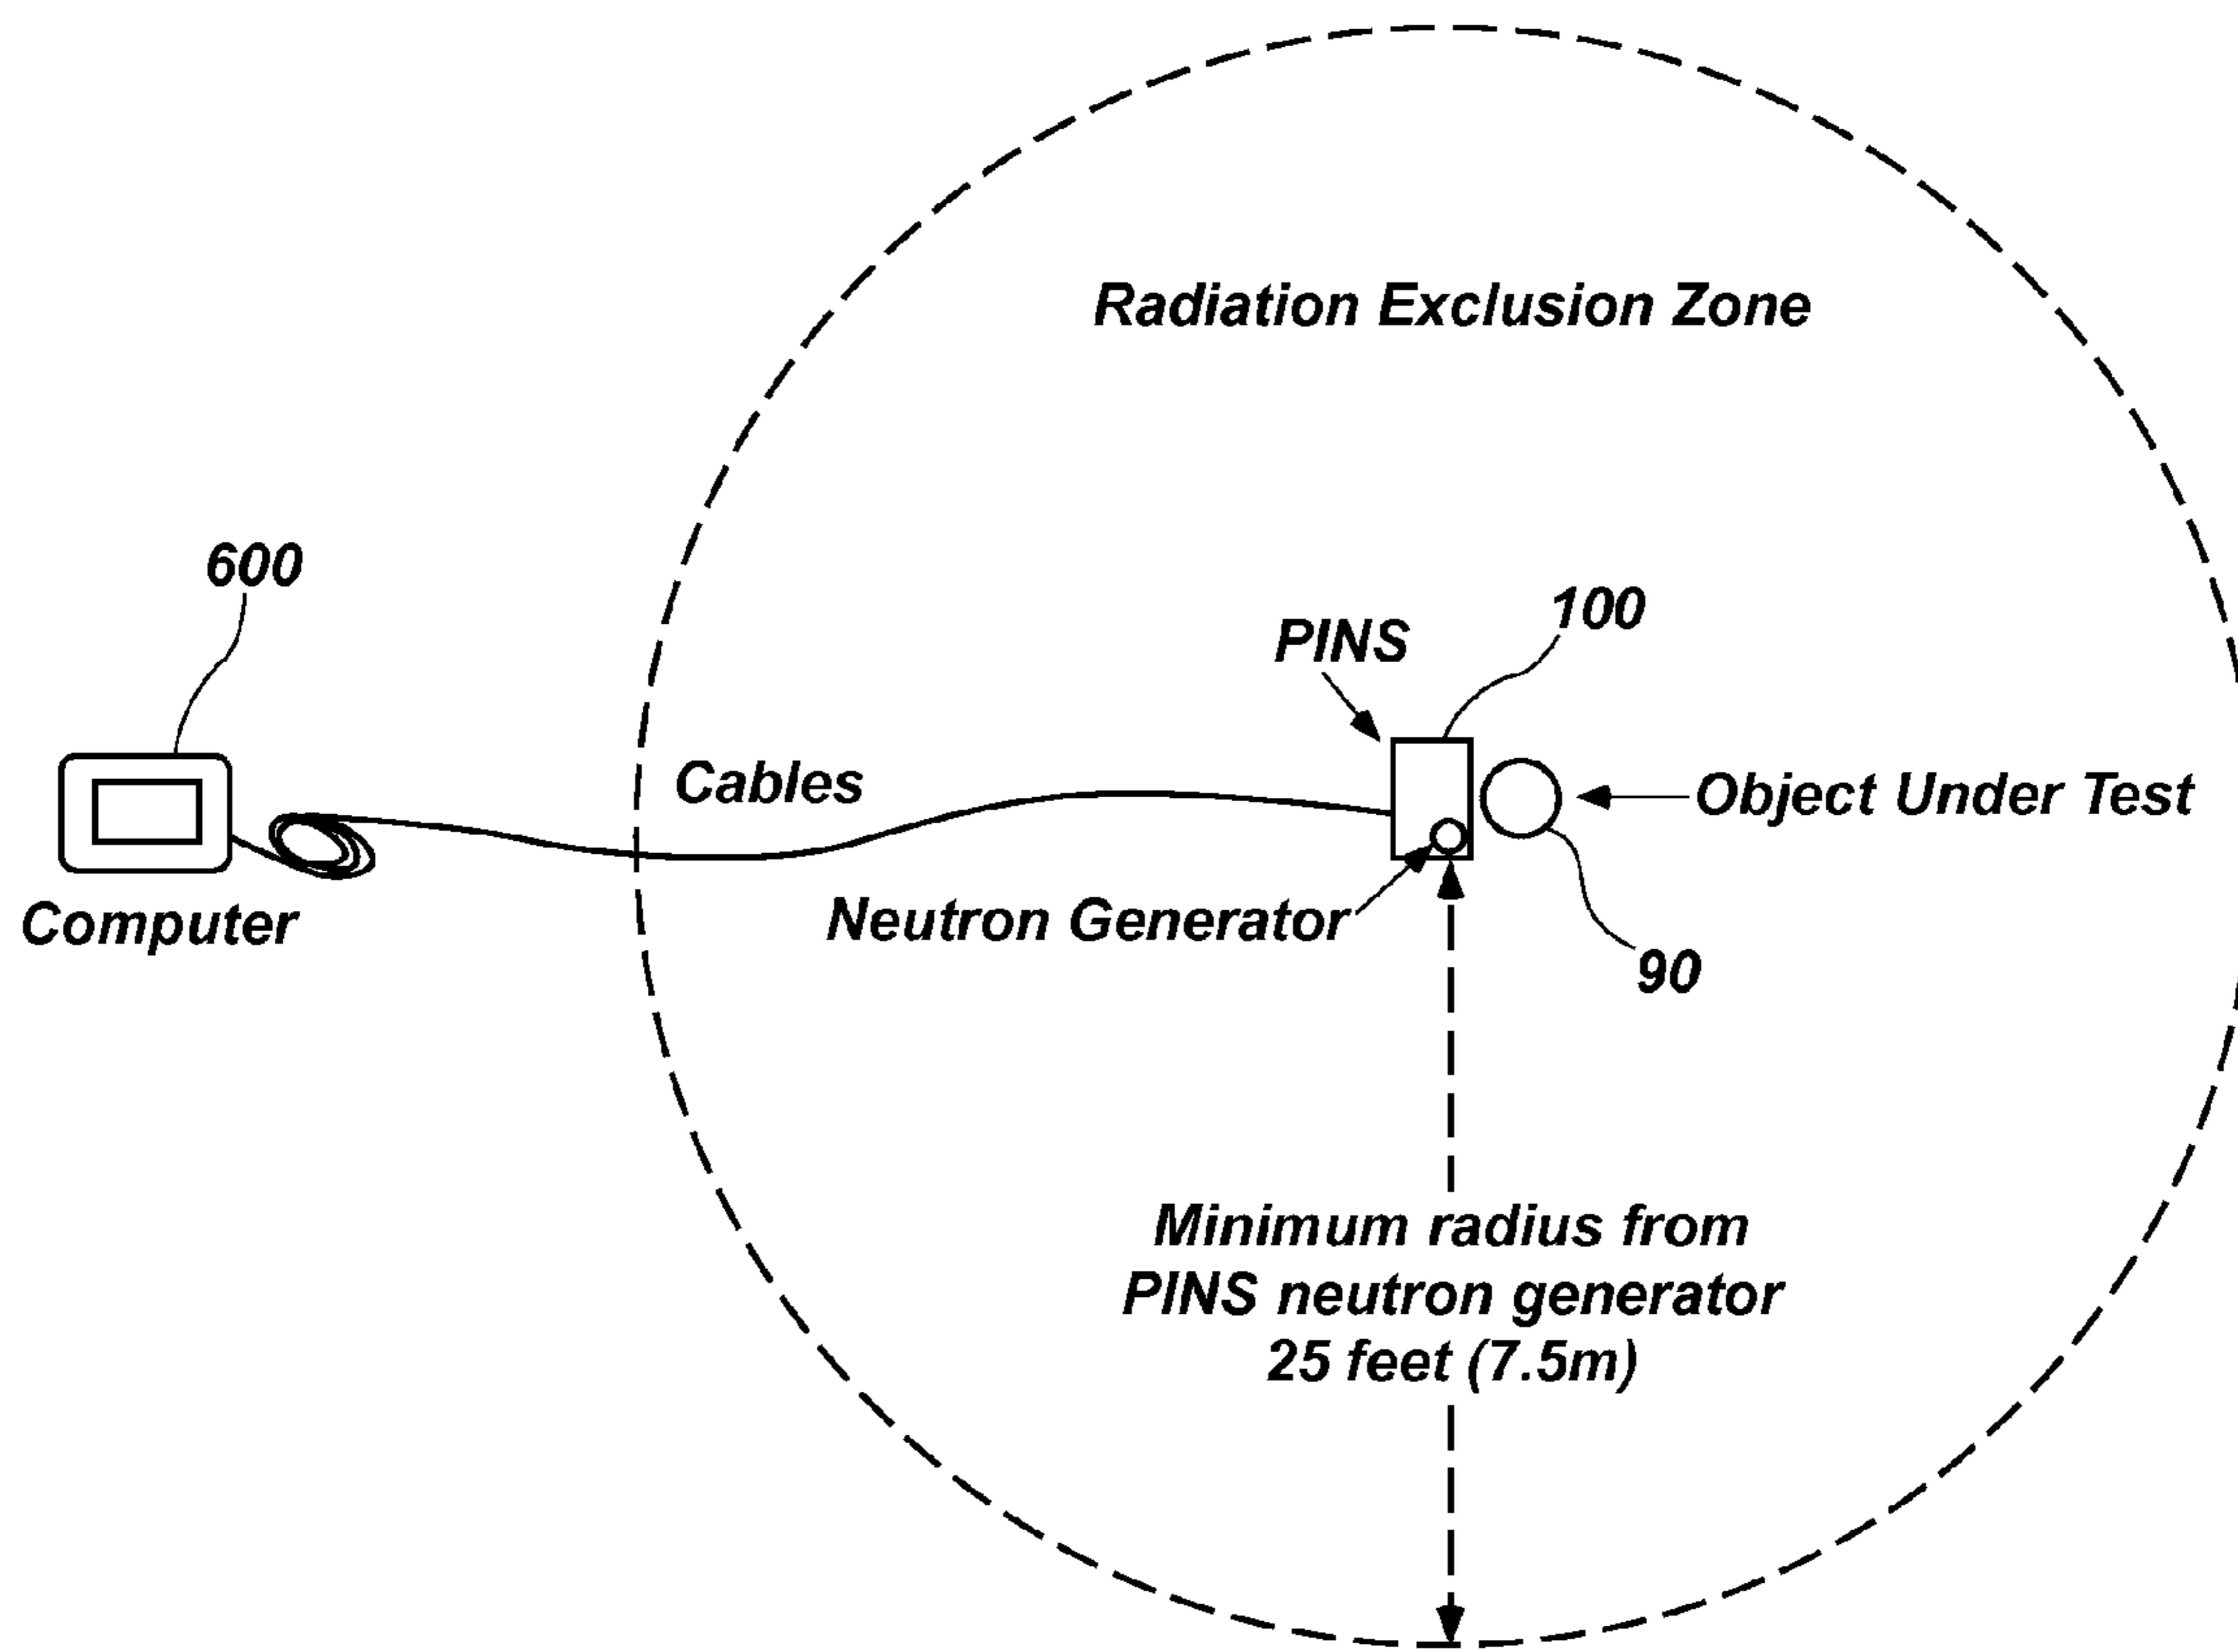 Radiation Exclusion Zone
600
100
PINS
Cables
Object Under Test
Computer
Neutron Generator
90
Minimum radius from
PINS neutron generator
25 feet (7.5m)